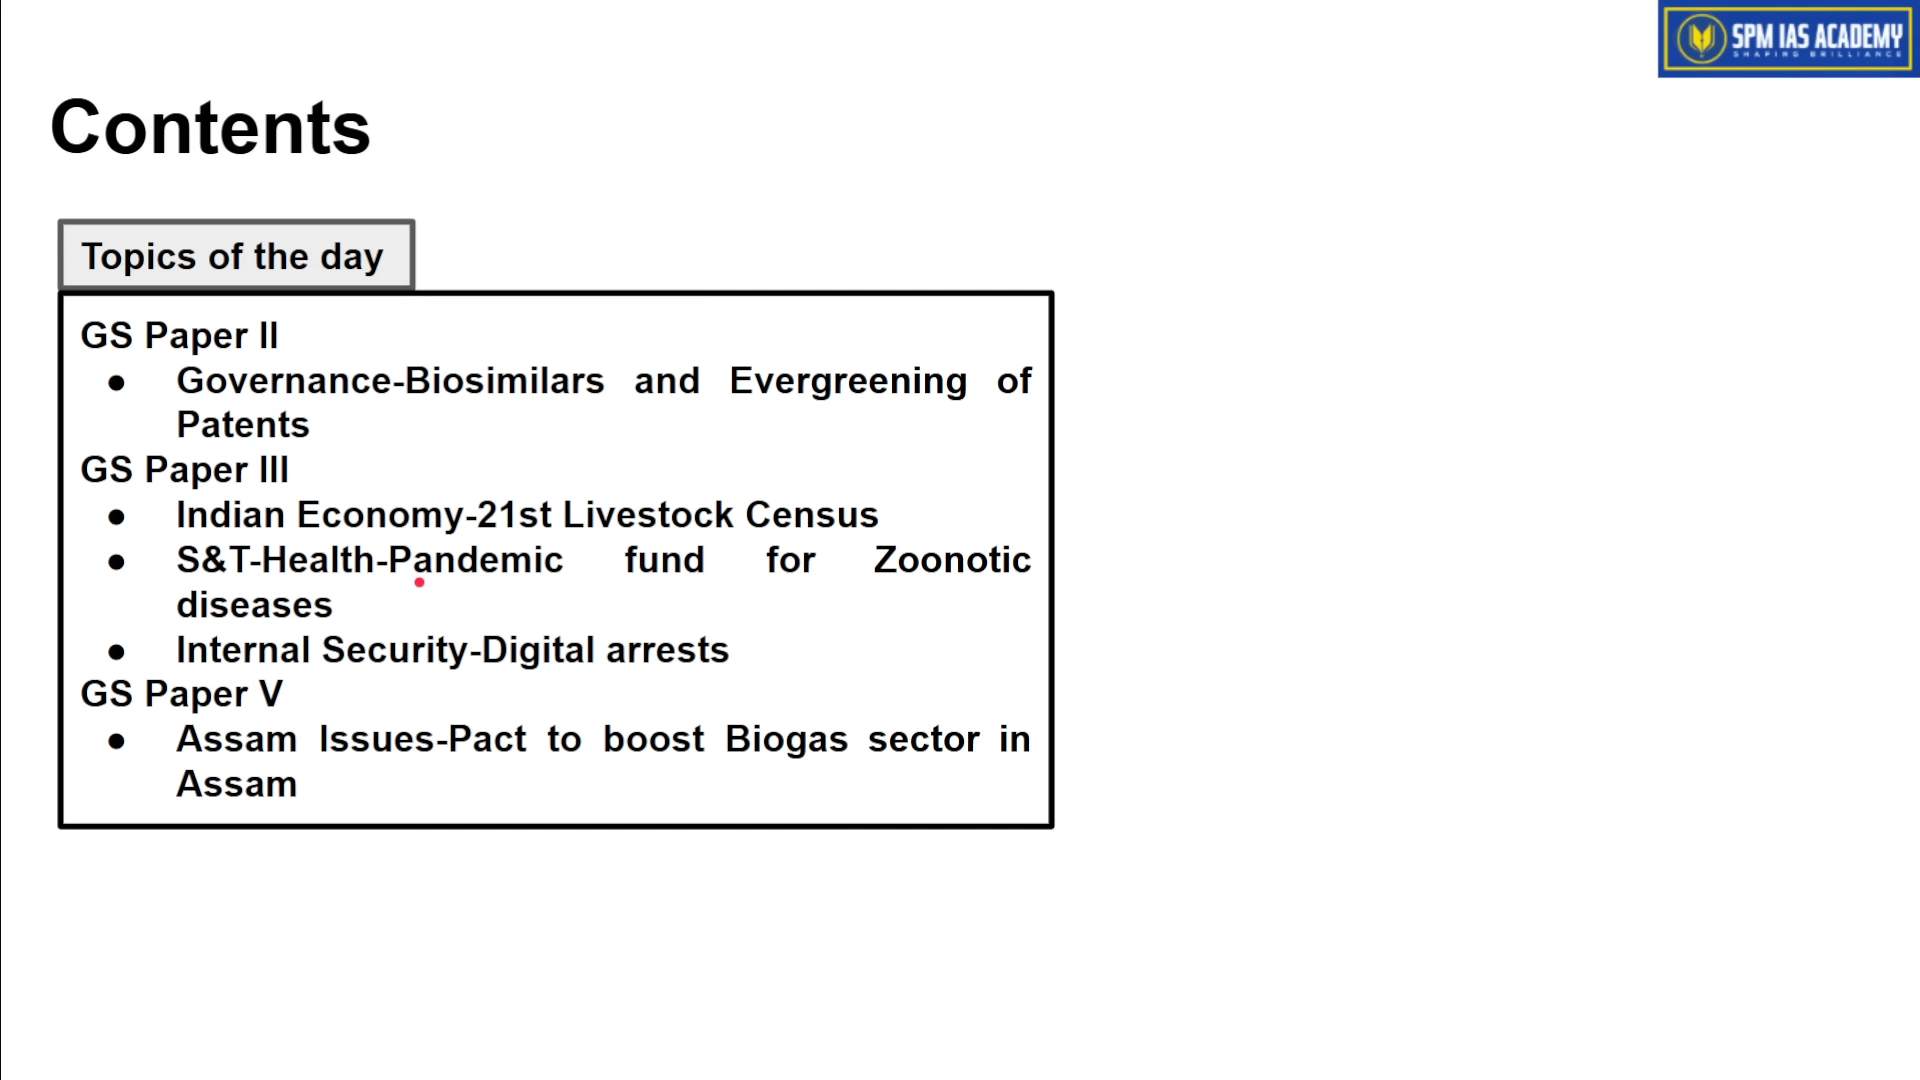 SPM IAS ACADEMY
SHAPING BRILLIANCE
Contents
Topics of the day
GS Paper II
● Governance-Biosimilars and Evergreening of
Patents
GS Paper III
● Indian Economy-21st Livestock Census
● S&T-Health-Pandemic fund for Zoonotic
diseases
● Internal Security-Digital arrests
GS Paper V
● Assam Issues-Pact to boost Biogas sector in
Assam